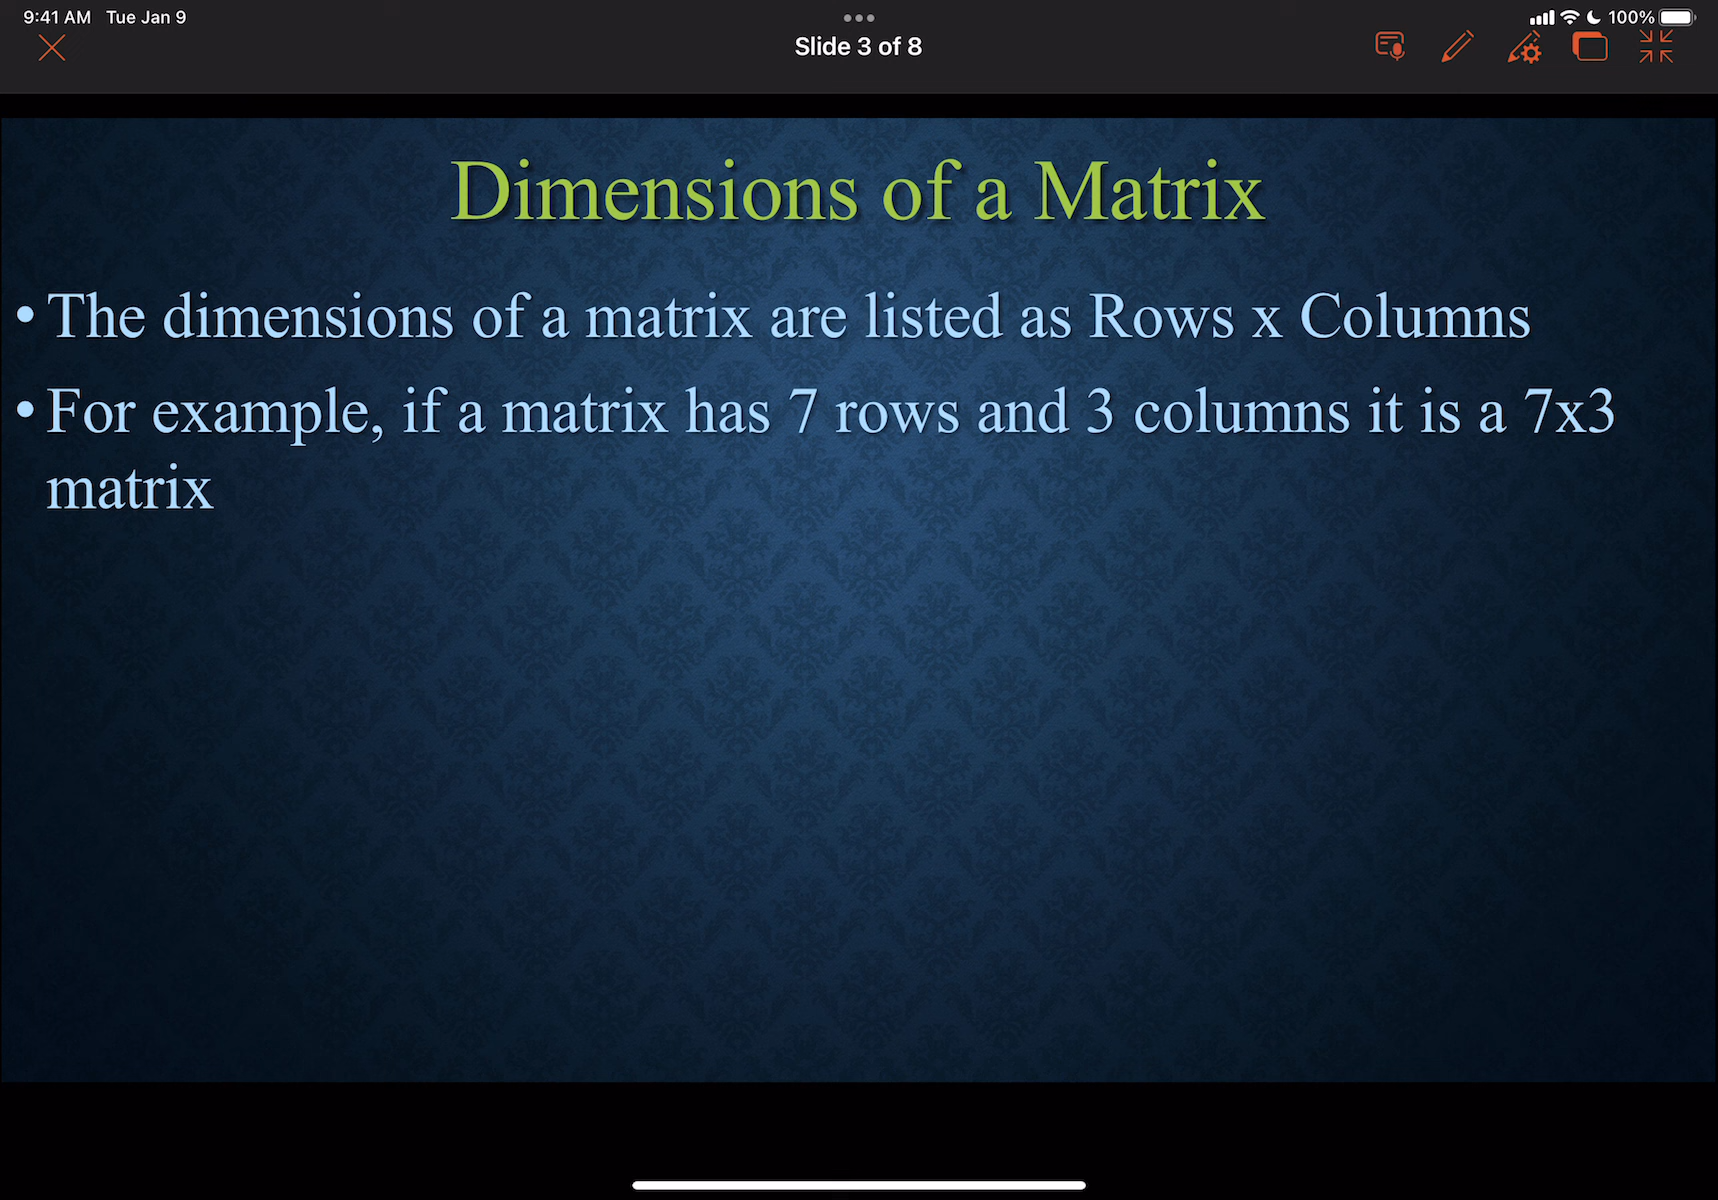 9:41 AM Tue Jan 9
100%
Slide 3 of 8
Dimensions of a Matrix
• The dimensions of a matrix are listed as Rows x Columns
• For example, if a matrix has 7 rows and 3 columns it is a 7x3
matrix